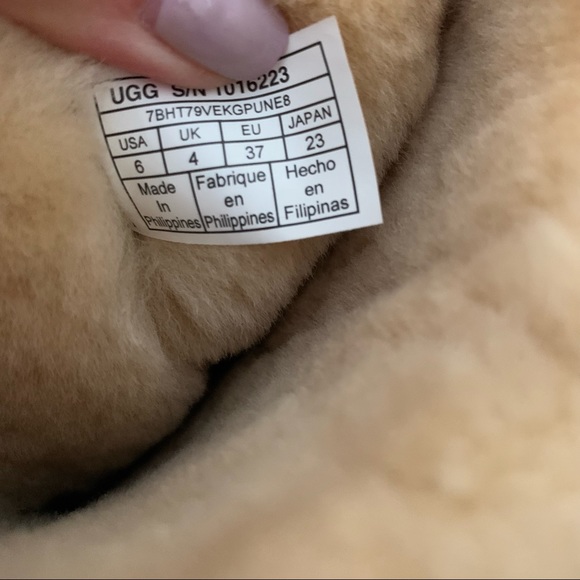 UGG S/N 1016223
7BHT79VEKGPUNE8
USA UK EU JAPAN
6 4 37 23
Made Fabrique Hecho
In en en
Philippines Philippines Filipinas